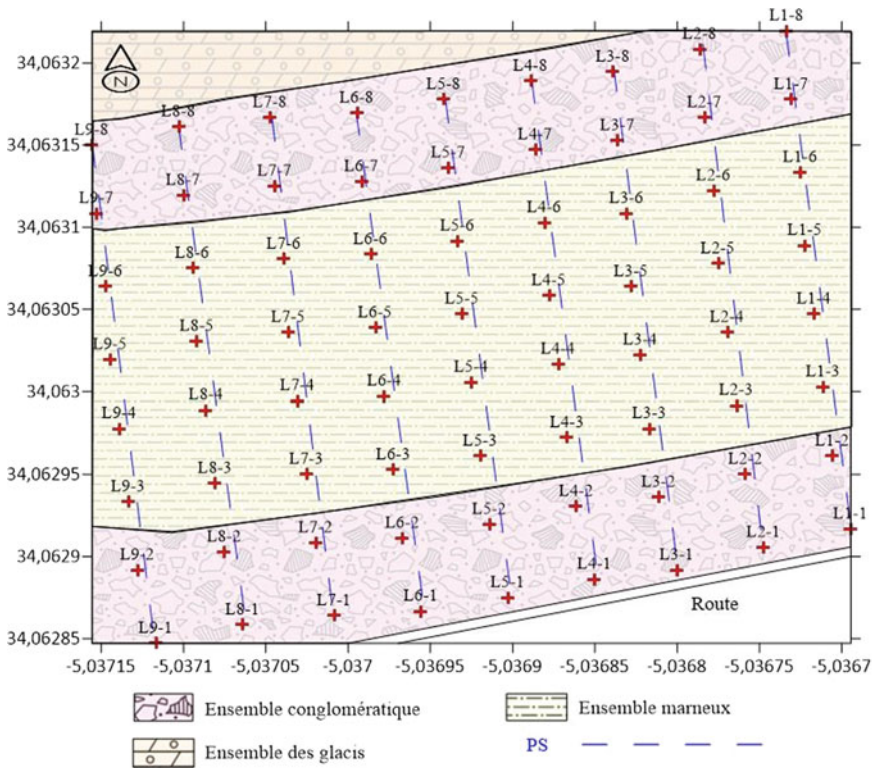 L1-8
34,0632
L2-8
L3-8
L4-8
L5-8
L6-8
L7-8
L8-8
L9-8
L1-7
L2-7
L3-7
L4-7
L5-7
L6-7
L7-7
L8-7
L9-7
34,06315
L1-6
L2-6
L3-6
L4-6
L5-6
L6-6
L7-6
L8-6
L9-6
34,0631
L1-5
L2-5
L3-5
L4-5
L5-5
L6-5
L7-5
L8-5
L9-5
34,06305
L1-4
L2-4
L3-4
L4-4
L5-4
L6-4
L7-4
L8-4
L9-4
34,063
L1-3
L2-3
L3-3
L4-3
L5-3
L6-3
L7-3
L8-3
L9-3
34,06295
L1-2
L2-2
L3-2
L4-2
L5-2
L6-2
L7-2
L8-2
L9-2
34,0629
L1-1
L2-1
L3-1
L4-1
L5-1
L6-1
L7-1
L8-1
L9-1
34,06285
Route
N
-5,03715 -5,0371 -5,03705 -5,037 -5,03695 -5,0369 -5,03685 -5,0368 -5,03675 -5,0367
Ensemble conglomératique
Ensemble marneux
Ensemble des glacis
PS